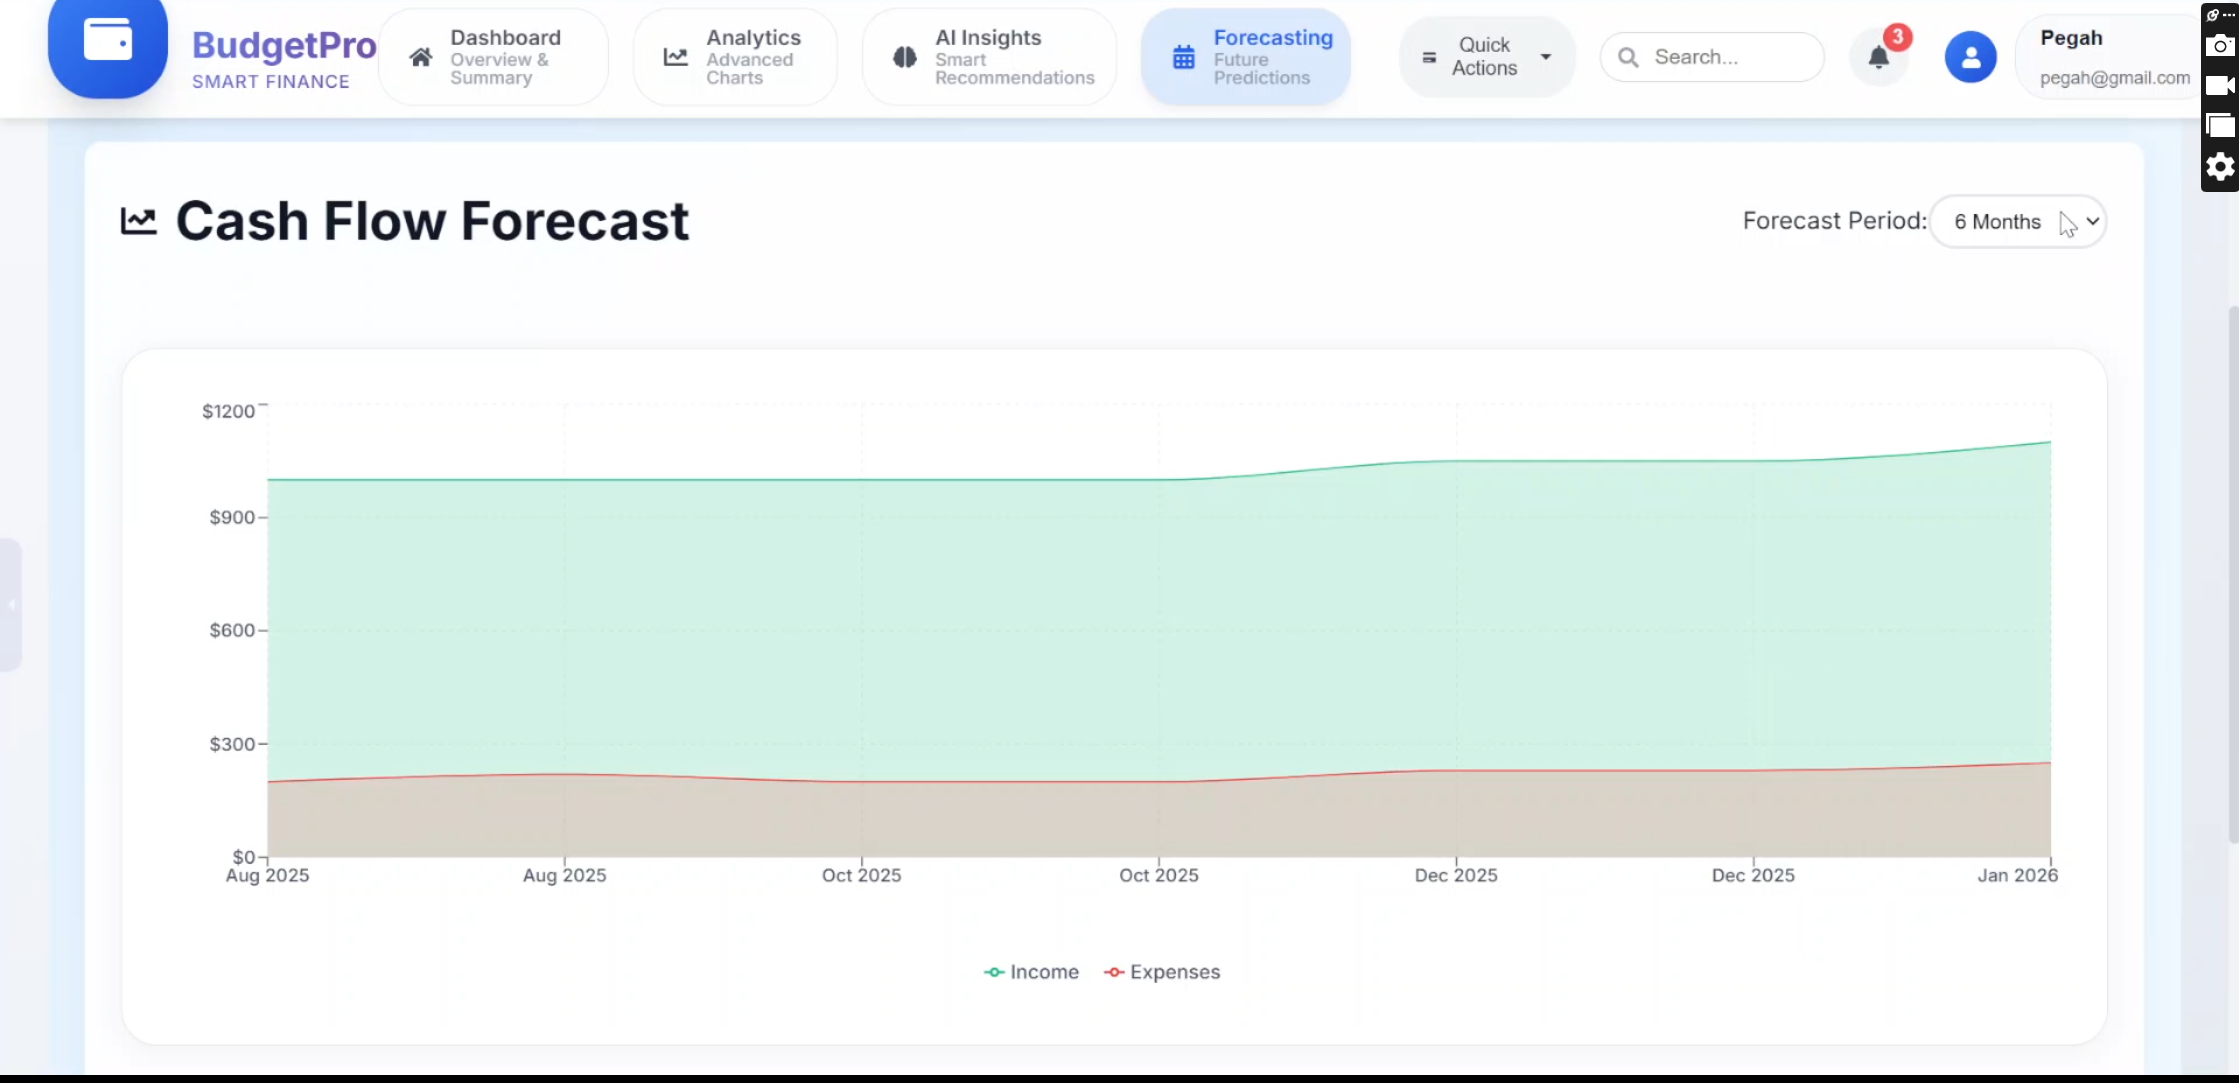 BudgetPro
SMART FINANCE
Dashboard
Overview &
Summary
Analytics
Advanced
Charts
AI Insights
Smart
Recommendations
Forecasting
Future
Predictions
Quick
Actions
Search...
3
Pegah
pegah@gmail.com
Cash Flow Forecast
Forecast Period:
6 Months
$1200
$900
$600
$300
$0
Aug 2025
Aug 2025
Oct 2025
Oct 2025
Dec 2025
Dec 2025
Jan 2026
Income
Expenses